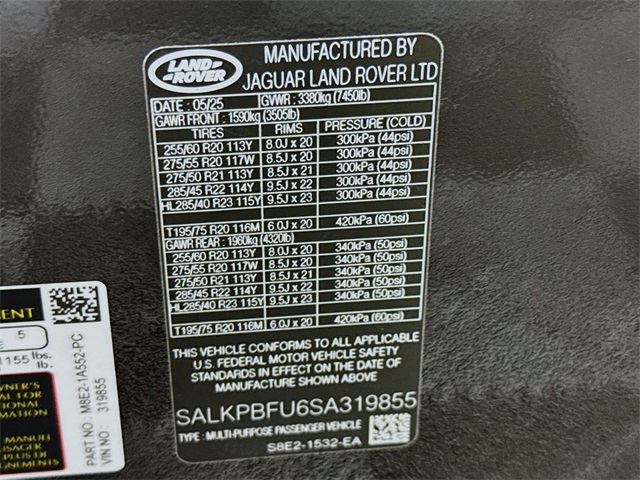 LAND ROVER
MANUFACTURED BY
JAGUAR LAND ROVER LTD
DATE : 05/25 GVWR : 3380kg (7450lb)
GAWR FRONT : 1590kg (3505lb)
TIRES RIMS PRESSURE (COLD)
255/60 R20 113Y 8.0J x 20 300kPa (44psi)
275/55 R20 117W 8.5J x 20 300kPa (44psi)
275/50 R21 113Y 8.5J x 21 300kPa (44psi)
285/45 R22 114Y 9.5J x 22 300kPa (44psi)
HL285/40 R23 115Y 9.5J x 23 300kPa (44psi)
T195/75 R20 116M 6.0J x 20 420kPa (60psi)
GAWR REAR : 1960kg (4320lb)
255/60 R20 113Y 8.0J x 20 340kPa (50psi)
275/55 R20 117W 8.5J x 20 340kPa (50psi)
275/50 R21 113Y 8.5J x 21 340kPa (50psi)
285/45 R22 114Y 9.5J x 22 340kPa (50psi)
HL285/40 R23 115Y 9.5J x 23 340kPa (50psi)
T195/75 R20 116M 6.0J x 20 420kPa (60psi)
THIS VEHICLE CONFORMS TO ALL APPLICABLE
U.S. FEDERAL MOTOR VEHICLE SAFETY
STANDARDS IN EFFECT ON THE DATE OF
MANUFACTURE SHOWN ABOVE
SALKPBFU6SA319855
TYPE : MULTI-PURPOSE PASSENGER VEHICLE
S8E2-1532-EA
5
1155 lbs.
lb.
MANUEL
PLUS DI
PART NO : M8E2-1A552-PC
VIN NO : 319855